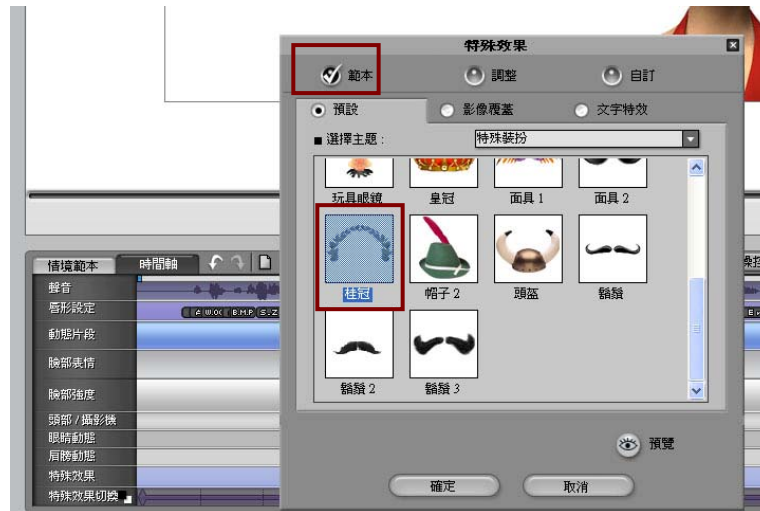 特殊效果
範本 調整 自訂
預設 影像覆蓋 文字特效
選擇主題 : 特殊裝扮
玩具眼鏡 皇冠 面具 1 面具 2
桂冠 帽子 2 頭盔 鬍鬚
鬍鬚 2 鬍鬚 3
預覽
確定 取消
情境範本 時間軸
聲音
唇形設定
動態片段
臉部表情
臉部強度
頭部 / 攝影機
眼睛動態
肩膀動態
特殊效果
特殊效果切換